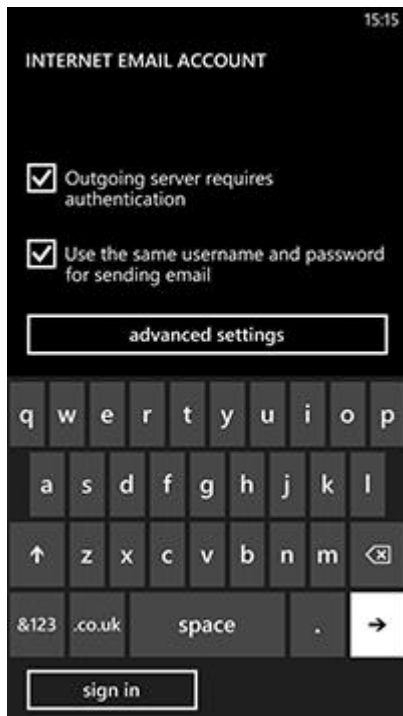 15:15
INTERNET EMAIL ACCOUNT
Outgoing server requires
authentication
Use the same username and password
for sending email
advanced settings
q w e r t y u i o p
a s d f g h j k l
z x c v b n m
&123 .co.uk space .
sign in